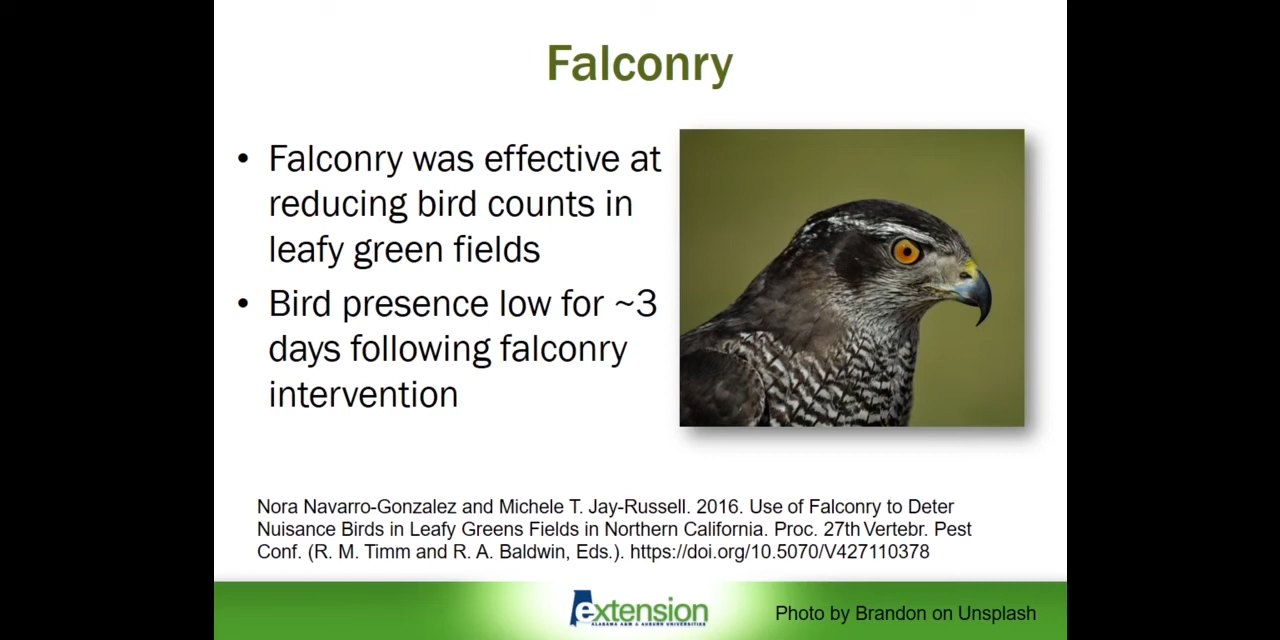 Falconry
• Falconry was effective at
reducing bird counts in
leafy green fields
• Bird presence low for ~3
days following falconry
intervention
Nora Navarro-Gonzalez and Michele T. Jay-Russell. 2016. Use of Falconry to Deter
Nuisance Birds in Leafy Greens Fields in Northern California. Proc. 27th Vertebr. Pest
Conf. (R. M. Timm and R. A. Baldwin, Eds.). https://doi.org/10.5070/V427110378
extension
ALABAMA A&M & AUBURN UNIVERSITIES
Photo by Brandon on Unsplash